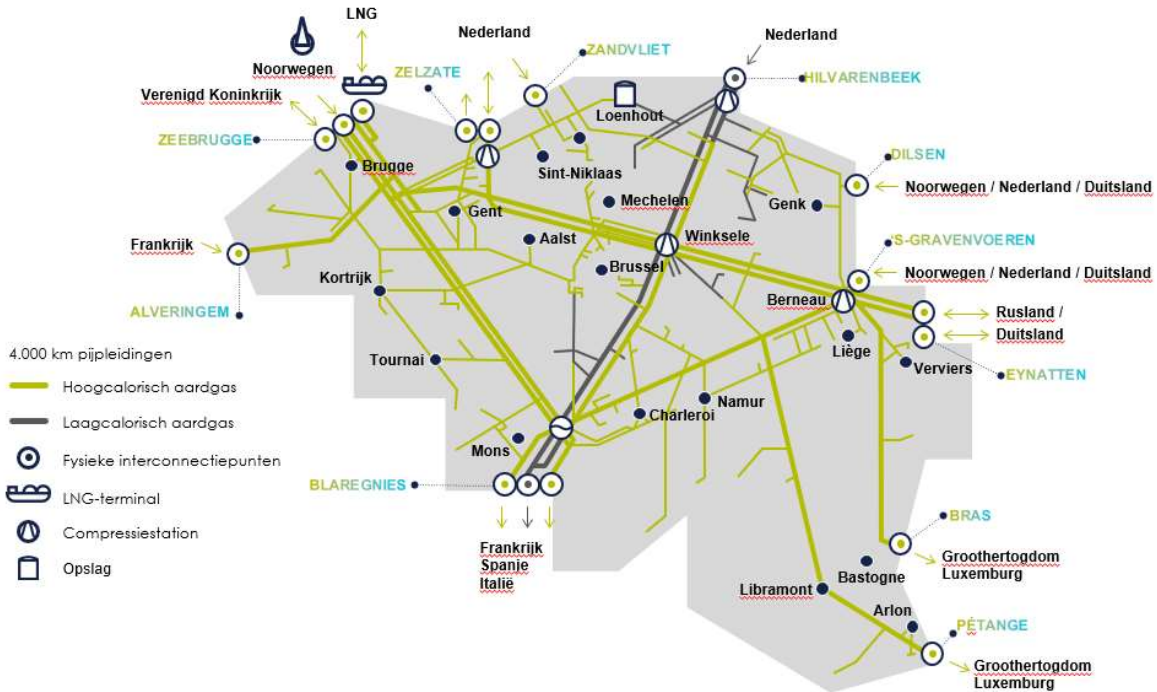 LNG
Nederland
Nederland
ZANDVLIET
Noorwegen
ZELZATE
HILVARENBEEK
Verenigd Koninkrijk
Loenhout
ZEEBRUGGE
Brugge
Sint-Niklaas
DILSEN
Noorwegen / Nederland / Duitsland
Mechelen
Genk
Gent
Frankrijk
Aalst
Winksele
'S-GRAVENVOEREN
Brussel
Noorwegen / Nederland / Duitsland
Kortrijk
Berneau
ALVERINGEM
Rusland /
Duitsland
Liège
4.000 km pijpleidingen
Tournai
Verviers
EYNATTEN
Hoogcalorisch aardgas
Namur
Charleroi
Laagcalorisch aardgas
Mons
Fysieke interconnectiepunten
BLAREGNIES
LNG-terminal
BRAS
Compressiestation
Frankrijk
Spanje
Italië
Groothertogdom
Luxemburg
Opslag
Bastogne
Libramont
Arlon
PÉTANGE
Groothertogdom
Luxemburg